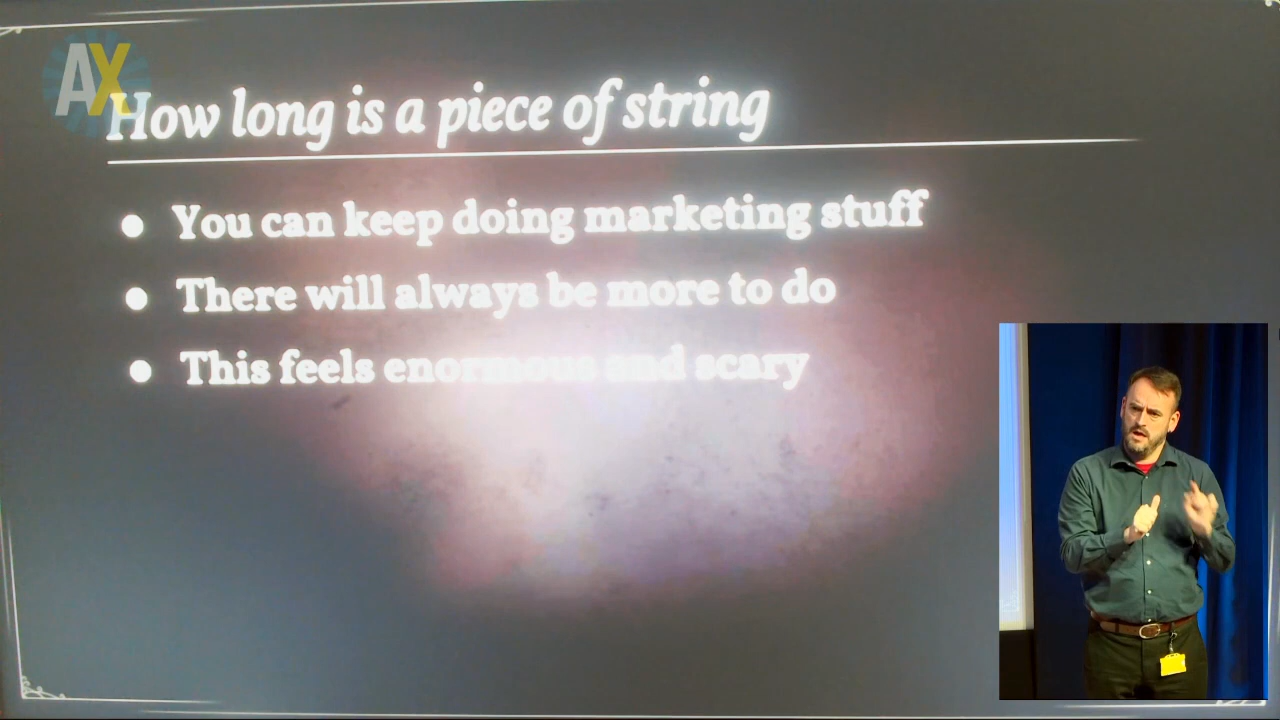 AX
How long is a piece of string
You can keep doing marketing stuff
There will always be more to do
This feels enormous and scary